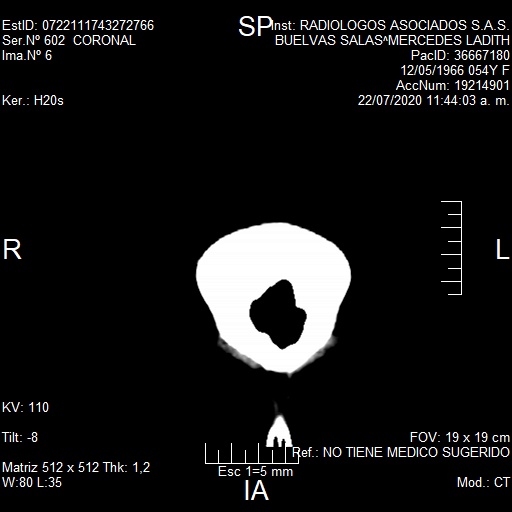 EstID: 0722111743272766
Ser.Nº 602  CORONAL
Ima.Nº 6
Ker.: H20s
SP
Inst: RADIOLOGOS ASOCIADOS S.A.S.
BUELVAS SALAS^MERCEDES LADITH
PacID: 36667180
12/05/1966 054Y F
AccNum: 19214901
22/07/2020 11:44:03 a. m.
R
L
KV: 110
Tilt: -8
Matriz 512 x 512 Thk: 1,2
W:80 L:35
Esc 1=5 mm
IA
FOV: 19 x 19 cm
Ref.: NO TIENE MEDICO SUGERIDO
Mod.: CT